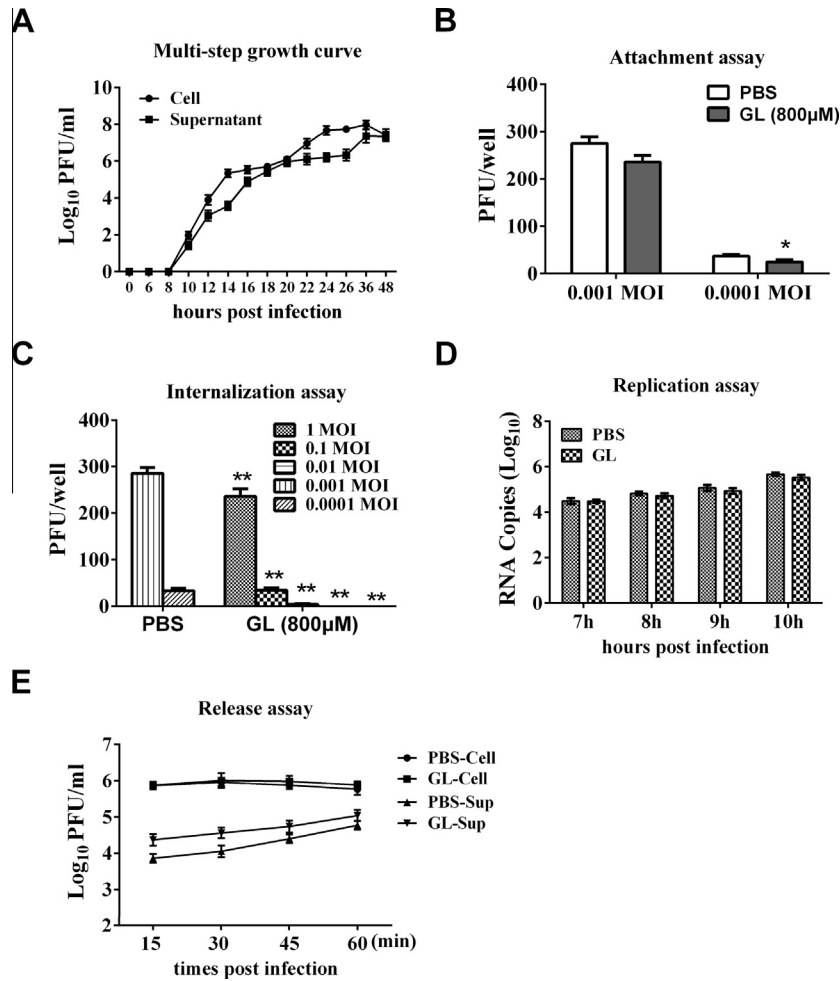 A
Multi-step growth curve
Log10 PFU/ml
10
8
6
4
2
0
Cell
Supernatant
0 6 8 10 12 14 16 18 20 22 24 26 36 48
hours post infection
B
Attachment assay
PFU/well
400
300
200
100
0
PBS
GL (800μM)
*
0.001 MOI 0.0001 MOI
C
Internalization assay
PFU/well
400
300
200
100
0
1 MOI
0.1 MOI
0.01 MOI
0.001 MOI
0.0001 MOI
** ** ** ** **
PBS GL (800μM)
D
Replication assay
RNA Copies (Log10)
8
6
4
2
0
PBS
GL
7h 8h 9h 10h
hours post infection
E
Release assay
Log10 PFU/ml
7
6
5
4
3
2
PBS-Cell
GL-Cell
PBS-Sup
GL-Sup
15 30 45 60 (min)
times post infection